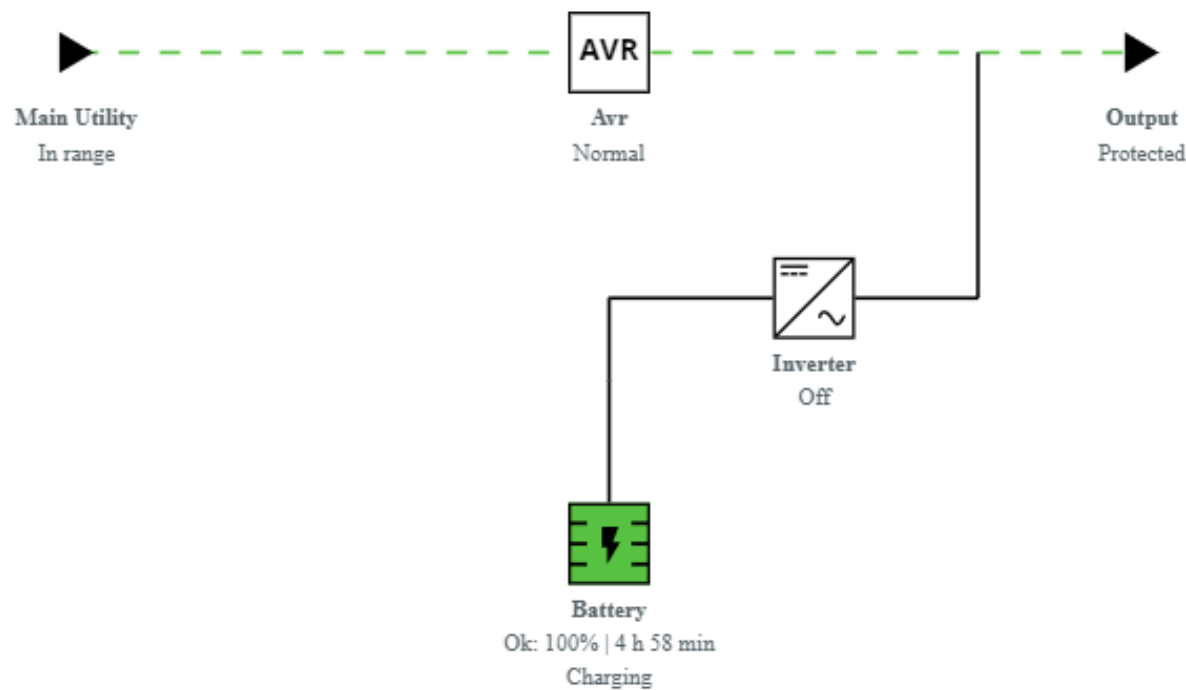 AVR
Main Utility
In range
Avr
Normal
Output
Protected
Inverter
Off
Battery
Ok: 100% | 4 h 58 min
Charging